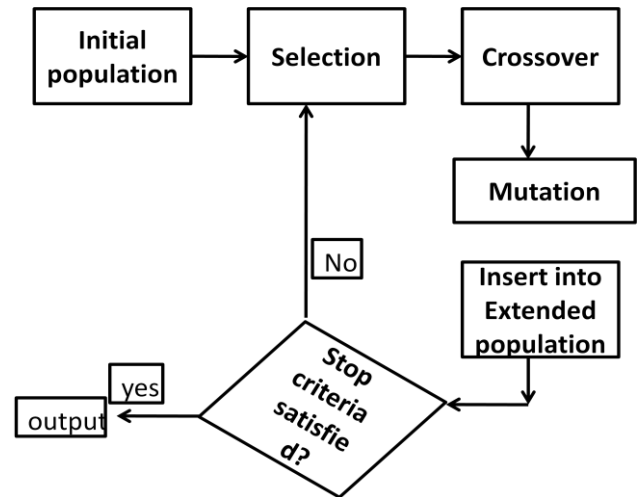 Initial
population
Selection
Crossover
Mutation
Insert into
Extended
population
Stop
criteria
satisfie
d?
No
yes
output